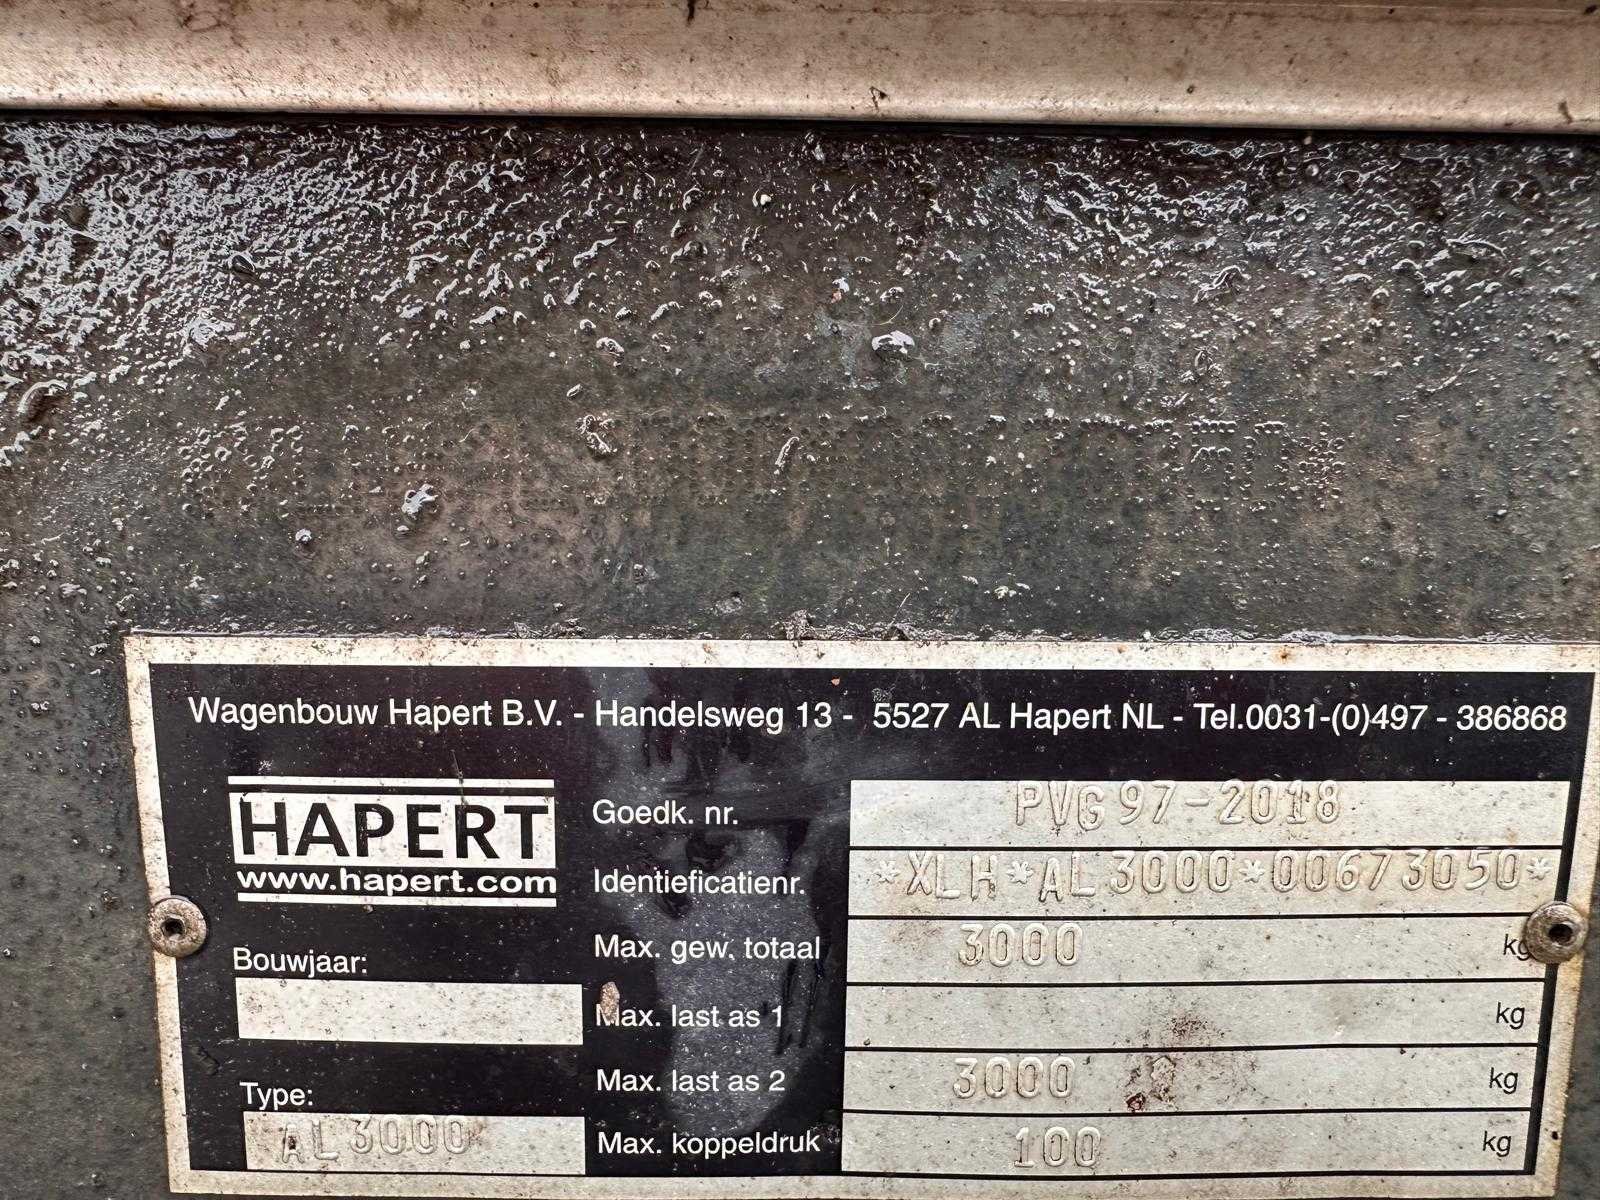 Wagenbouw Hapert B.V. - Handelsweg 13 - 5527 AL Hapert NL - Tel.0031-(0)497 - 386868
HAPERT
www.hapert.com
Goedk. nr. PVG97-2018
Identieficatienr. *XLH*AL3000*00673050*
Max. gew. totaal 3000 kg
Bouwjaar:
Max. last as 1 kg
Max. last as 2 3000 kg
Type:
AL3000
Max. koppeldruk 100 kg